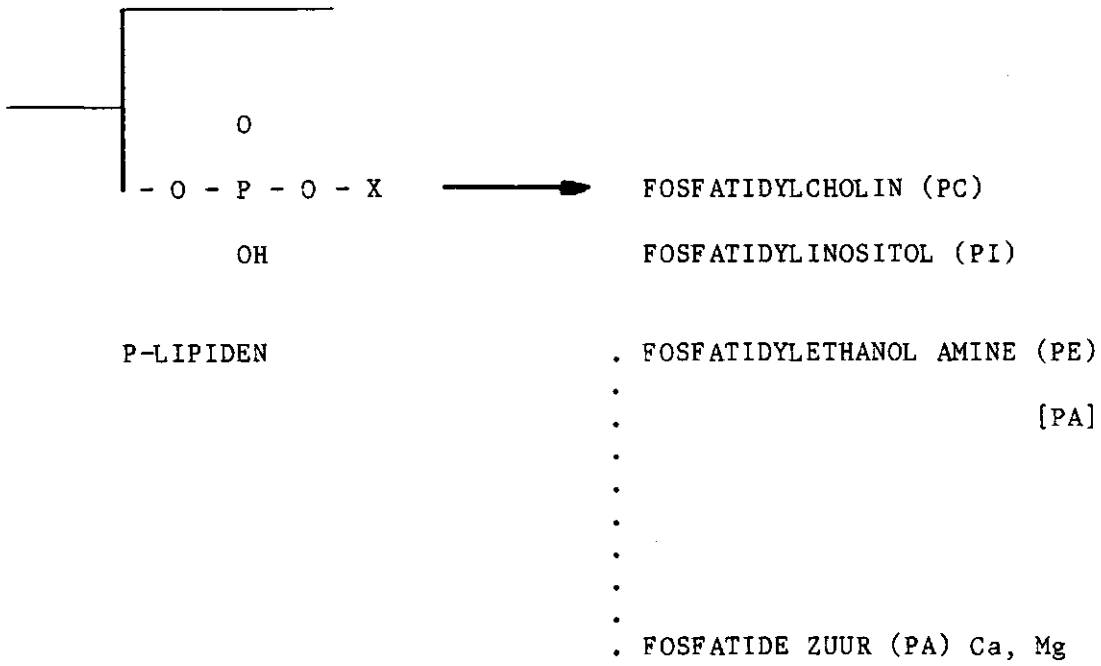 O
- O - P - O - X FOSFATIDYLCHOLIN (PC)
OH FOSFATIDYLINOSITOL (PI)
P-LIPIDEN . FOSFATIDYLETHANOL AMINE (PE)
[PA]
. FOSFATIDE ZUUR (PA) Ca, Mg